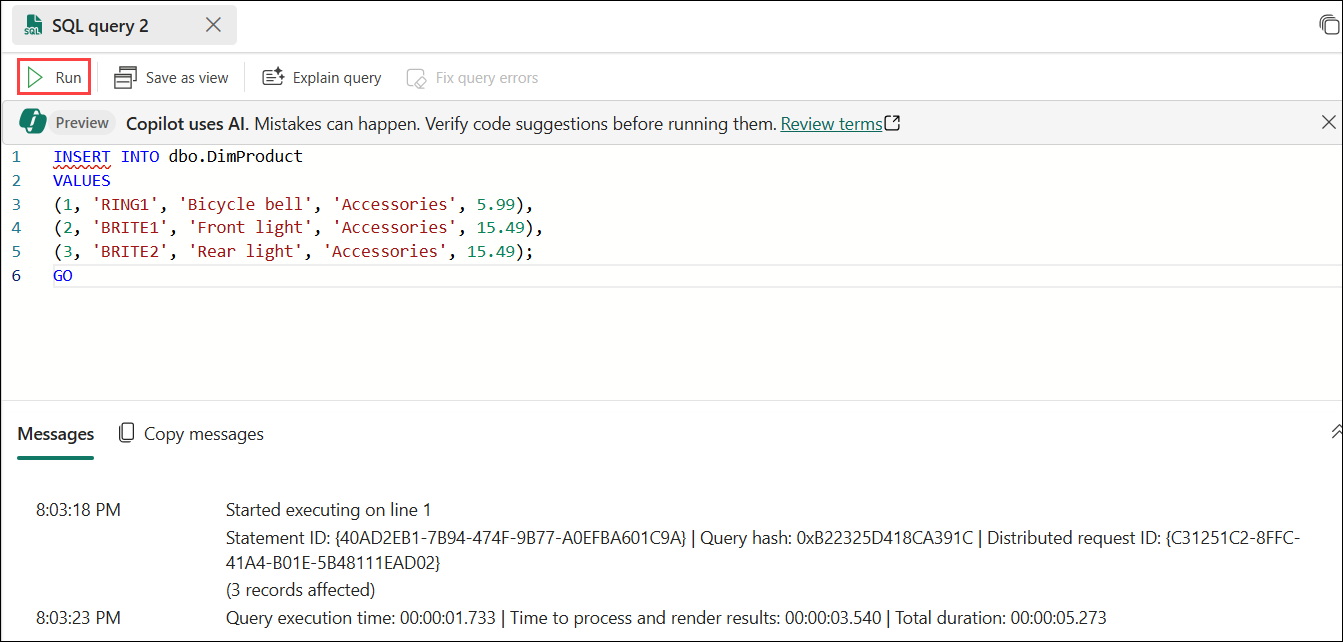 SQL query 2
Run Save as view Explain query Fix query errors
Preview Copilot uses AI. Mistakes can happen. Verify code suggestions before running them. Review terms
1 INSERT INTO dbo.DimProduct
2 VALUES
3 (1, 'RING1', 'Bicycle bell', 'Accessories', 5.99),
4 (2, 'BRITE1', 'Front light', 'Accessories', 15.49),
5 (3, 'BRITE2', 'Rear light', 'Accessories', 15.49);
6 GO
Messages Copy messages
8:03:18 PM Started executing on line 1
Statement ID: {40AD2EB1-7B94-474F-9B77-A0EFBA601C9A} | Query hash: 0xB22325D418CA391C | Distributed request ID: {C31251C2-8FFC-
41A4-B01E-5B48111EAD02}
(3 records affected)
8:03:23 PM Query execution time: 00:00:01.733 | Time to process and render results: 00:00:03.540 | Total duration: 00:00:05.273